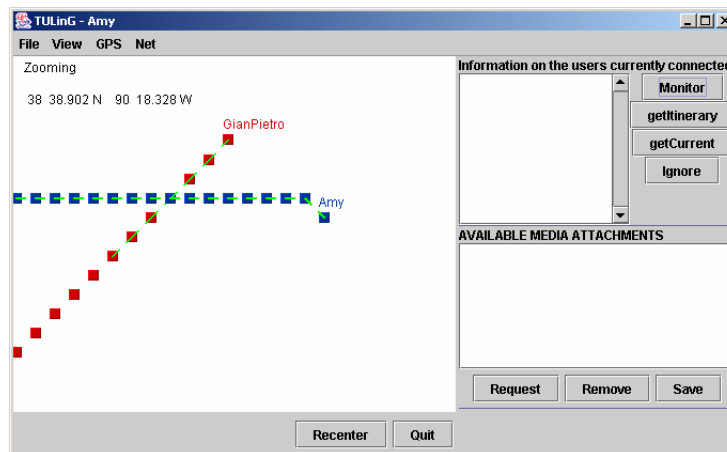 TULinG - Amy
File View GPS Net
Zooming
38 38.902 N 90 18.328 W
GianPietro
Amy
Information on the users currently connected
Monitor
getItinerary
getCurrent
Ignore
AVAILABLE MEDIA ATTACHMENTS
Request Remove Save
Recenter Quit